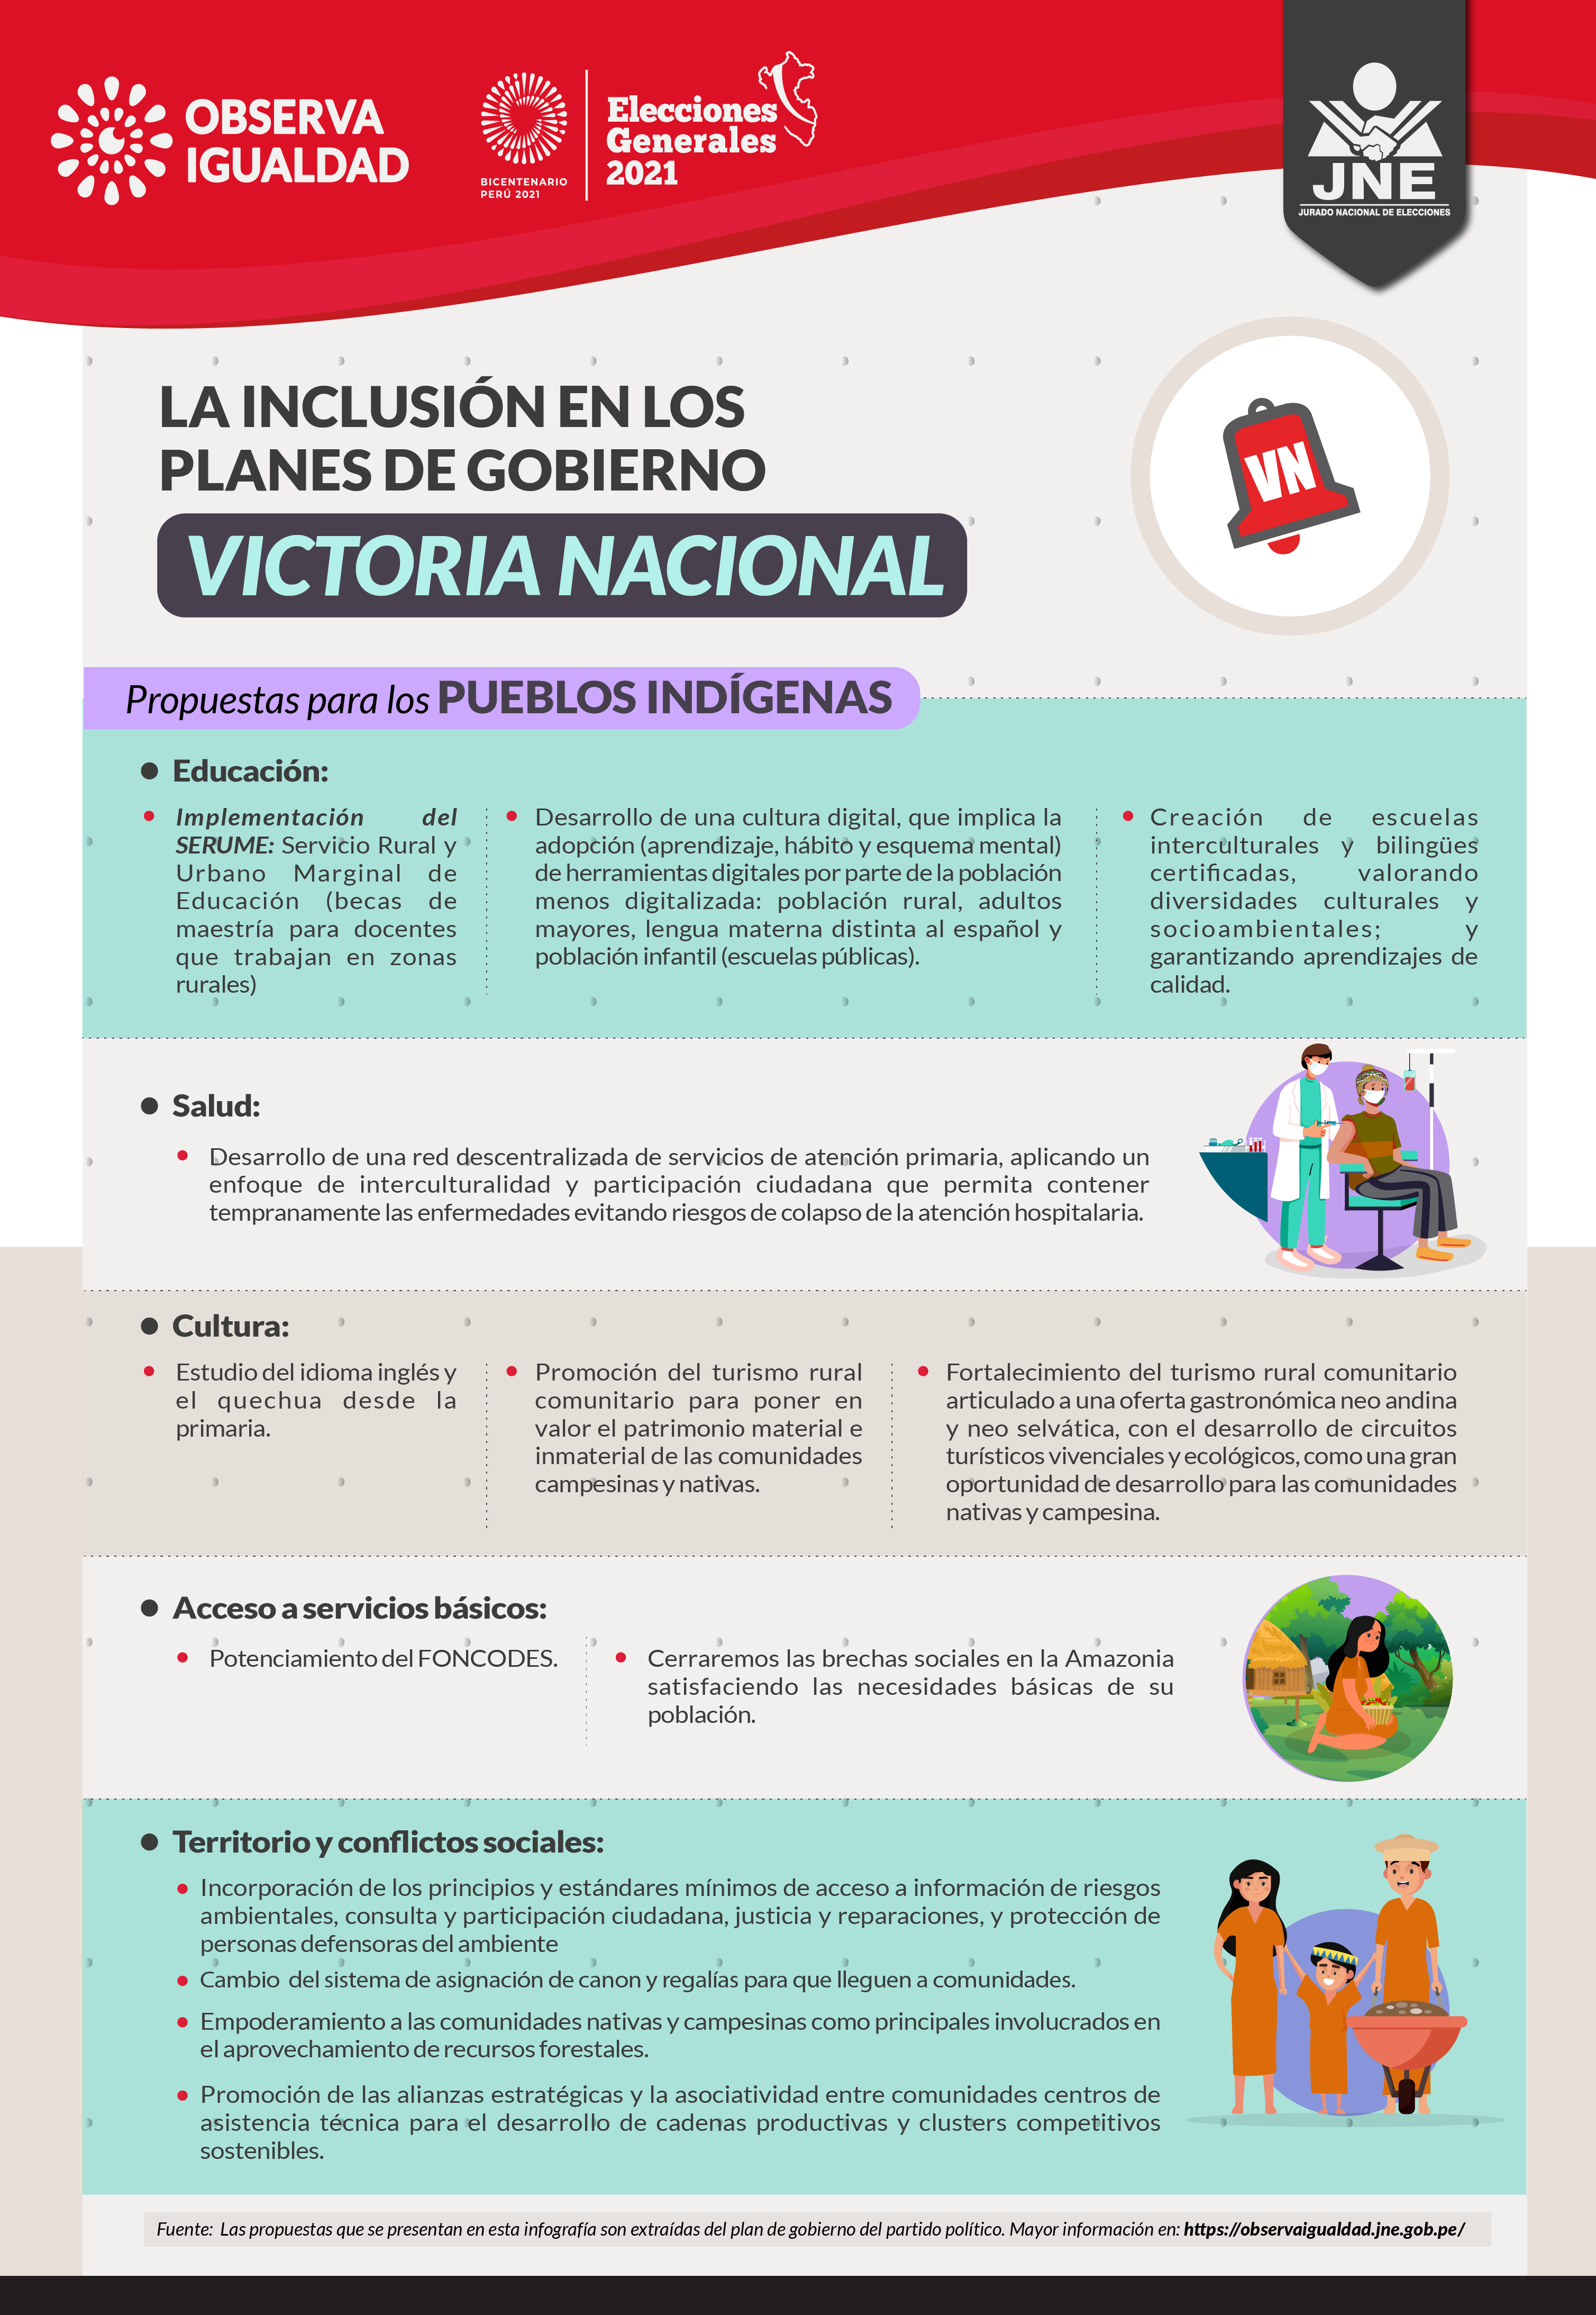 OBSERVA
IGUALDAD
BICENTENARIO
PERÚ 2021
Elecciones
Generales
2021
JNE
JURADO NACIONAL DE ELECCIONES
LA INCLUSIÓN EN LOS
PLANES DE GOBIERNO
VICTORIA NACIONAL
VN
Propuestas para los PUEBLOS INDÍGENAS
Educación:
Implementación del
SERUME: Servicio Rural y
Urbano Marginal de
Educación (becas de
maestría para docentes
que trabajan en zonas
rurales)
Desarrollo de una cultura digital, que implica la
adopción (aprendizaje, hábito y esquema mental)
de herramientas digitales por parte de la población
menos digitalizada: población rural, adultos
mayores, lengua materna distinta al español y
población infantil (escuelas públicas).
Creación de escuelas
interculturales y bilingües
certificadas, valorando
diversidades culturales y
socioambientales; y
garantizando aprendizajes de
calidad.
Salud:
Desarrollo de una red descentralizada de servicios de atención primaria, aplicando un
enfoque de interculturalidad y participación ciudadana que permita contener
tempranamente las enfermedades evitando riesgos de colapso de la atención hospitalaria.
Cultura:
Estudio del idioma inglés y
el quechua desde la
primaria.
Promoción del turismo rural
comunitario para poner en
valor el patrimonio material e
inmaterial de las comunidades
campesinas y nativas.
Fortalecimiento del turismo rural comunitario
articulado a una oferta gastronómica neo andina
y neo selvática, con el desarrollo de circuitos
turísticos vivenciales y ecológicos, como una gran
oportunidad de desarrollo para las comunidades
nativas y campesina.
Acceso a servicios básicos:
Potenciamiento del FONCODES.
Cerraremos las brechas sociales en la Amazonia
satisfaciendo las necesidades básicas de su
población.
Territorio y conflictos sociales:
Incorporación de los principios y estándares mínimos de acceso a información de riesgos
ambientales, consulta y participación ciudadana, justicia y reparaciones, y protección de
personas defensoras del ambiente
Cambio del sistema de asignación de canon y regalías para que lleguen a comunidades.
Empoderamiento a las comunidades nativas y campesinas como principales involucrados en
el aprovechamiento de recursos forestales.
Promoción de las alianzas estratégicas y la asociatividad entre comunidades centros de
asistencia técnica para el desarrollo de cadenas productivas y clusters competitivos
sostenibles.
Fuente: Las propuestas que se presentan en esta infografía son extraídas del plan de gobierno del partido político. Mayor información en: https://observaigualdad.jne.gob.pe/